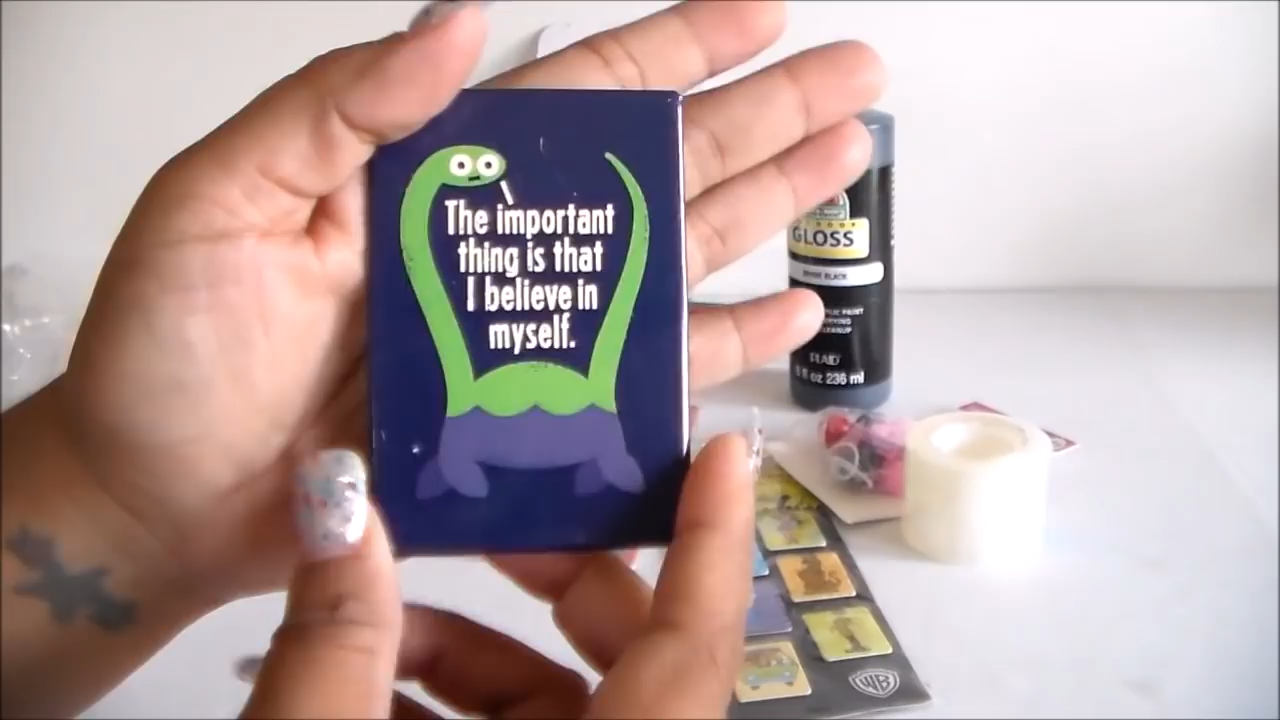 The important
thing is that
I believe in
myself.
GLOSS
PLAID
8 fl oz 236 ml
WB